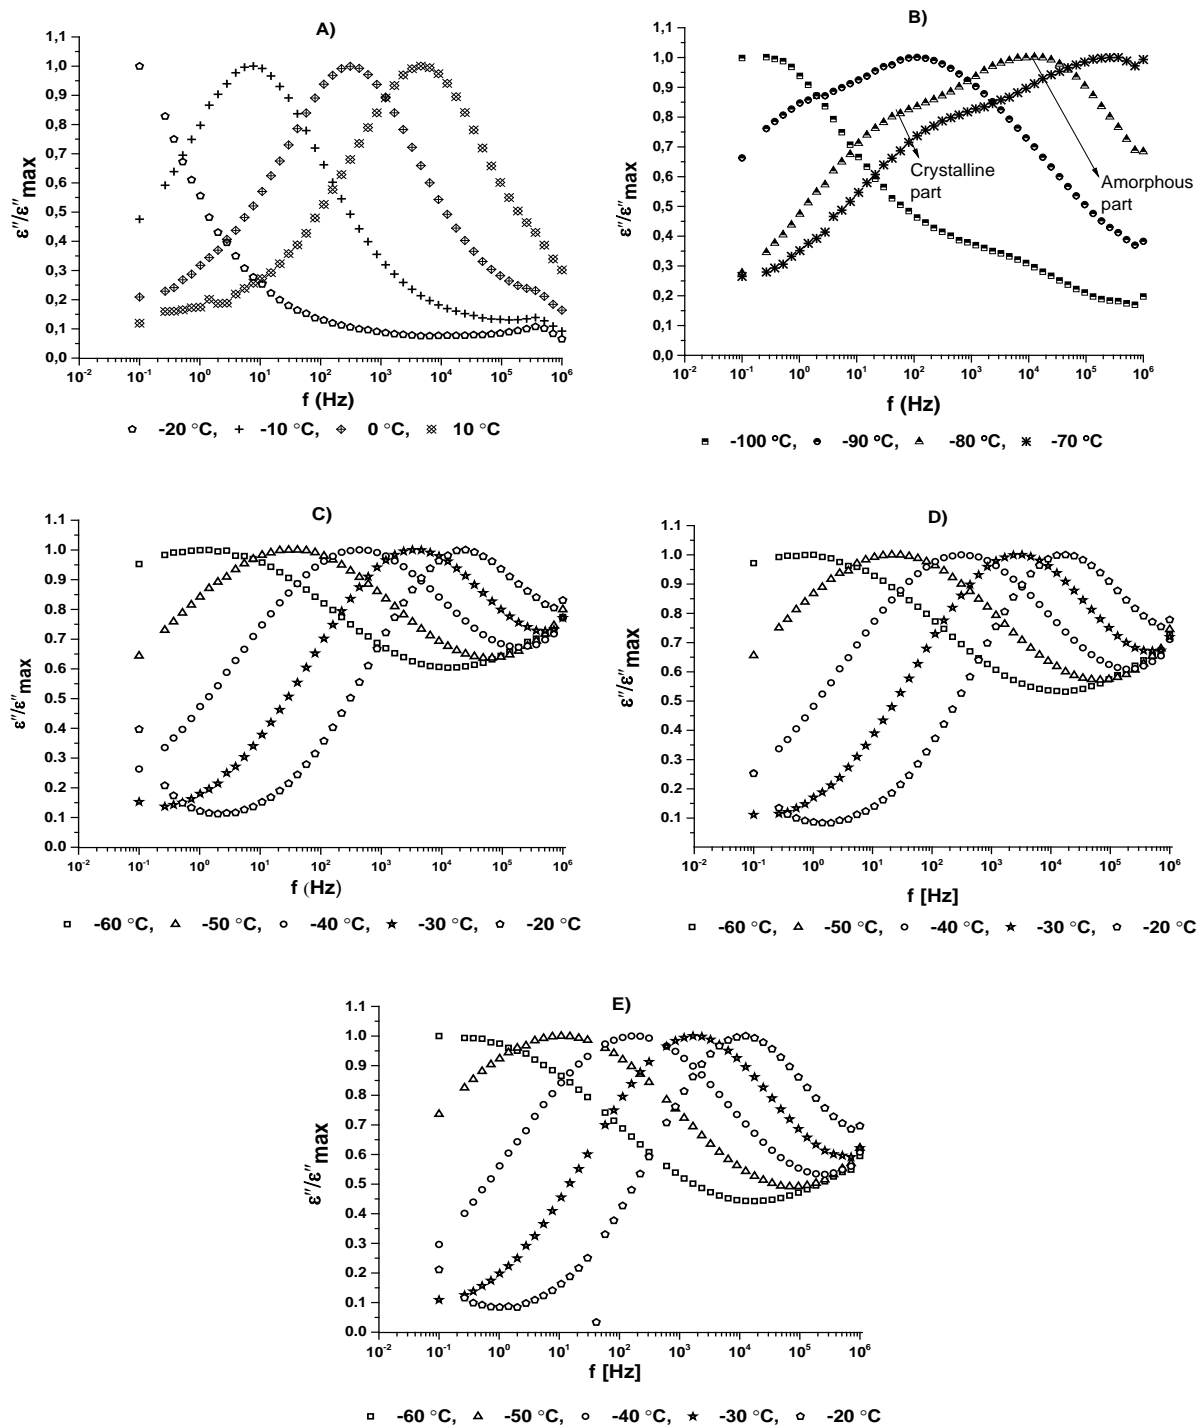 A)
1,1
1,0
0,9
0,8
0,7
0,6
0,5
0,4
0,3
0,2
0,1
0,0
ε″/ε″max
10-2 10-1 100 101 102 103 104 105 106
f (Hz)
-20 °C, -10 °C, 0 °C, 10 °C
B)
1,1
1,0
0,9
0,8
0,7
0,6
0,5
0,4
0,3
0,2
0,1
0,0
ε″/ε″max
Crystalline
part
Amorphous
part
10-2 10-1 100 101 102 103 104 105 106
f (Hz)
-100 °C, -90 °C, -80 °C, -70 °C
C)
1.1
1.0
0.9
0.8
0.7
0.6
0.5
0.4
0.3
0.2
0.1
0.0
ε″/ε″max
10-2 10-1 100 101 102 103 104 105 106
f (Hz)
-60 °C, -50 °C, -40 °C, -30 °C, -20 °C
D)
1.1
1.0
0.9
0.8
0.7
0.6
0.5
0.4
0.3
0.2
0.1
ε″/ε″max
10-2 10-1 100 101 102 103 104 105 106
f [Hz]
-60 °C, -50 °C, -40 °C, -30 °C, -20 °C
E)
1.1
1.0
0.9
0.8
0.7
0.6
0.5
0.4
0.3
0.2
0.1
0.0
ε″/ε″max
10-2 10-1 100 101 102 103 104 105 106
f [Hz]
-60 °C, -50 °C, -40 °C, -30 °C, -20 °C